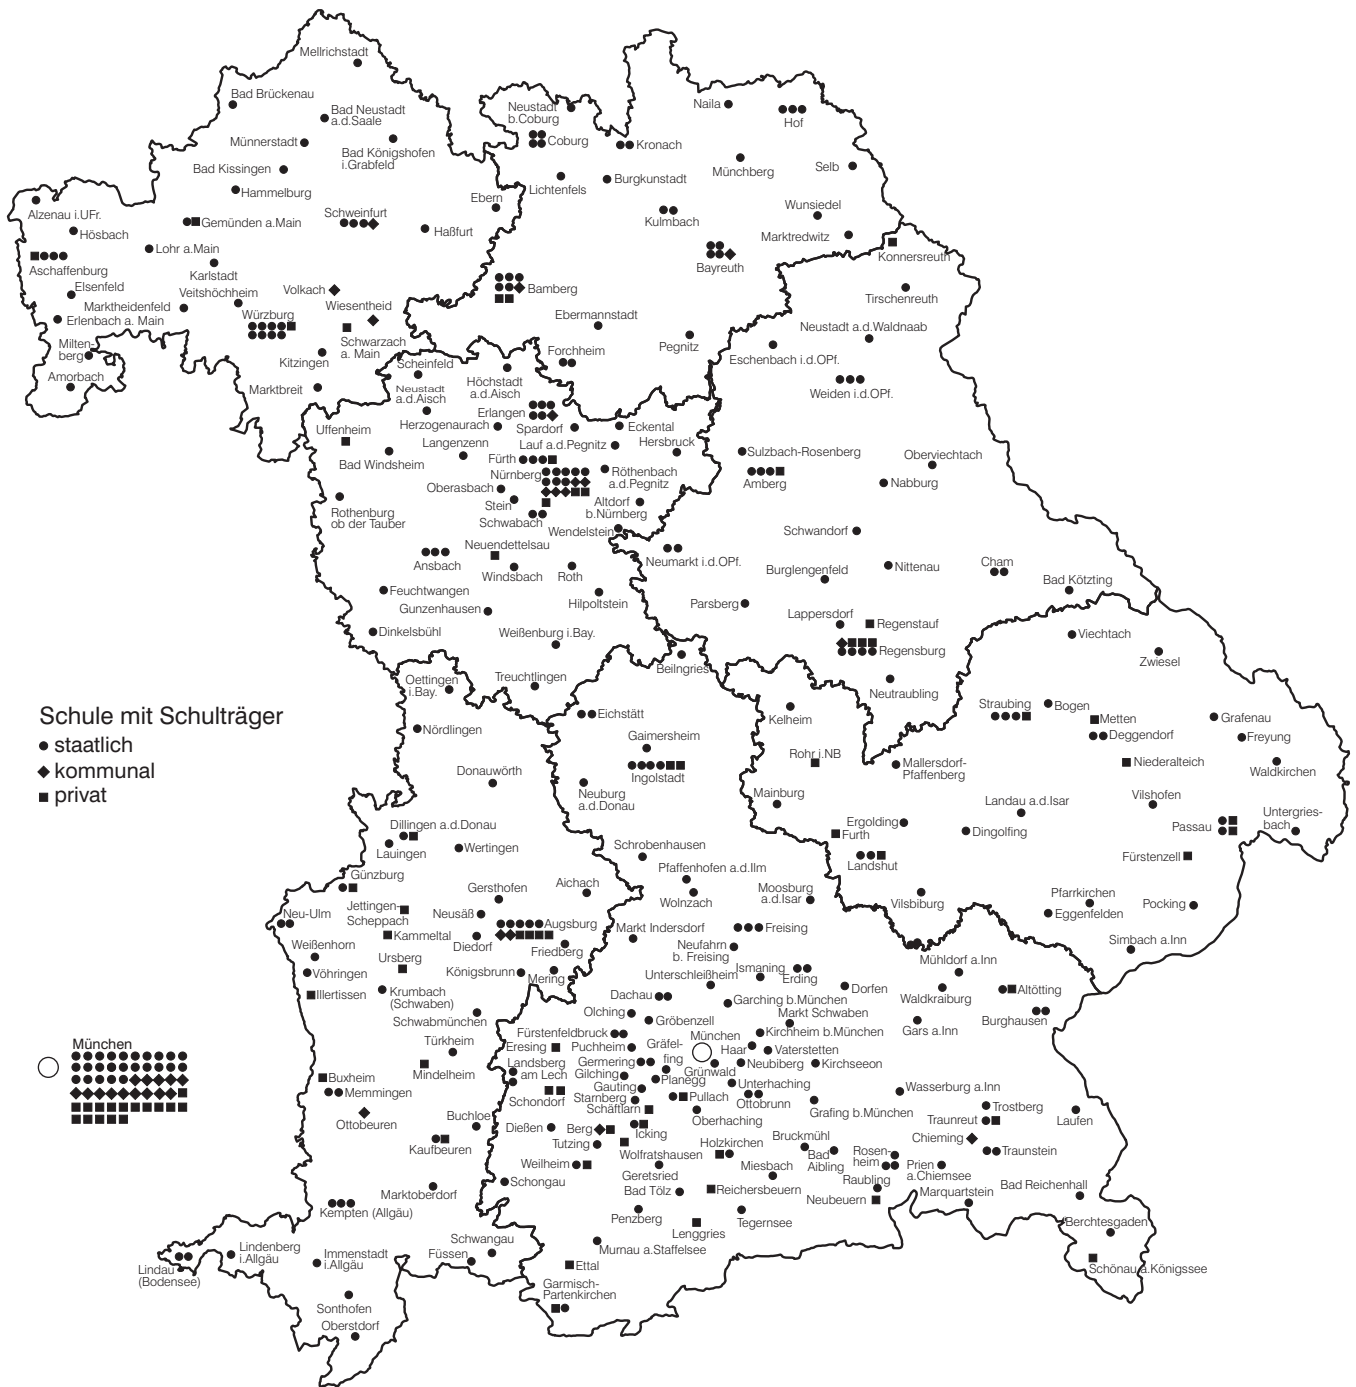 Mellrichstadt
Bad Brückenau
Bad Neustadt
a.d.Saale
Münnerstadt
Bad Königshofen
i.Grabfeld
Bad Kissingen
Hammelburg
Ebern
Alzenau i.UFr.
Hösbach
Gemünden a.Main
Schweinfurt
Haßfurt
Lohr a.Main
Aschaffenburg
Karlstadt
Elsenfeld
Veitshöchheim
Volkach
Marktheidenfeld
Wiesentheid
Erlenbach a. Main
Würzburg
Schwarzach
a. Main
Milten-
berg
Kitzingen
Amorbach
Marktbreit
Neustadt
b.Coburg
Naila
Hof
Coburg
Kronach
Münchberg
Selb
Lichtenfels
Burgkunstadt
Kulmbach
Wunsiedel
Marktredwitz
Bayreuth
Konnersreuth
Bamberg
Tirschenreuth
Ebermannstadt
Neustadt a.d.Waldnaab
Forchheim
Pegnitz
Eschenbach i.d.OPf.
Scheinfeld
Höchstadt
a.d.Aisch
Neustadt
a.d.Aisch
Weiden i.d.OPf.
Erlangen
Uffenheim
Herzogenaurach
Spardorf
Eckental
Langenzenn
Lauf a.d.Pegnitz
Hersbruck
Bad Windsheim
Fürth
Sulzbach-Rosenberg
Oberviechtach
Nürnberg
Röthenbach
a.d.Pegnitz
Amberg
Nabburg
Oberasbach
Rothenburg
ob der Tauber
Stein
Altdorf
b.Nürnberg
Schwabach
Wendelstein
Schwandorf
Neuendettelsau
Ansbach
Windsbach
Roth
Neumarkt i.d.OPf.
Burglengenfeld
Nittenau
Cham
Bad Kötzting
Feuchtwangen
Hilpoltstein
Gunzenhausen
Parsberg
Lappersdorf
Regenstauf
Dinkelsbühl
Weißenburg i.Bay.
Regensburg
Viechtach
Zwiesel
Beilngries
Oettingen
i.Bay.
Treuchtlingen
Neutraubling
Schule mit Schulträger
staatlich
kommunal
privat
Eichstätt
Kelheim
Straubing
Bogen
Metten
Deggendorf
Grafenau
Freyung
Nördlingen
Gaimersheim
Rohr i.NB
Mallersdorf-
Pfaffenberg
Niederalteich
Waldkirchen
Donauwörth
Ingolstadt
Neuburg
a.d.Donau
Mainburg
Landau a.d.Isar
Vilshofen
Untergries-
bach
Ergolding
Dingolfing
Passau
Dillingen a.d.Donau
Furth
Lauingen
Wertingen
Schrobenhausen
Landshut
Fürstenzell
Günzburg
Pfaffenhofen a.d.Ilm
Gersthofen
Aichach
Wolnzach
Moosburg
a.d.Isar
Vilsbiburg
Pfarrkirchen
Eggenfelden
Pocking
Jettingen-
Scheppach
Neusäß
Neu-Ulm
Augsburg
Markt Indersdorf
Freising
Kammeltal
Diedorf
Friedberg
Neufahrn
b. Freising
Simbach a.Inn
Weißenhorn
Ursberg
Königsbrunn
Mering
Unterschleißheim
Ismaning
Erding
Mühldorf a.Inn
Vöhringen
Illertissen
Krumbach
(Schwaben)
Dachau
Garching b.München
Dorfen
Waldkraiburg
Altötting
Schwabmünchen
Olching
Gröbenzell
Markt Schwaben
Gars a.Inn
Burghausen
München
Fürstenfeldbruck
München
Kirchheim b.München
Türkheim
Eresing
Puchheim
Gräfel-
fing
Haar
Vaterstetten
Mindelheim
Landsberg
am Lech
Germering
Grünwald
Neubiberg
Kirchseeon
Gilching
Planegg
Buxheim
Gauting
Unterhaching
Memmingen
Schondorf
Starnberg
Pullach
Ottobrunn
Wasserburg a.Inn
Schäftlarn
Grafing b.München
Trostberg
Ottobeuren
Buchloe
Oberhaching
Traunreut
Laufen
Dießen
Berg
Icking
Chieming
Kaufbeuren
Tutzing
Holzkirchen
Bruckmühl
Wolfratshausen
Bad
Aibling
Rosen-
heim
Traunstein
Weilheim
Geretsried
Miesbach
Prien
a.Chiemsee
Schongau
Bad Tölz
Reichersbeuern
Raubling
Bad Reichenhall
Marktoberdorf
Neubeuern
Marquartstein
Kempten (Allgäu)
Penzberg
Tegernsee
Lenggries
Berchtesgaden
Schwangau
Murnau a.Staffelsee
Lindenberg
i.Allgäu
Immenstadt
i.Allgäu
Füssen
Ettal
Schönau a.Königssee
Lindau
(Bodensee)
Garmisch-
Partenkirchen
Sonthofen
Oberstdorf